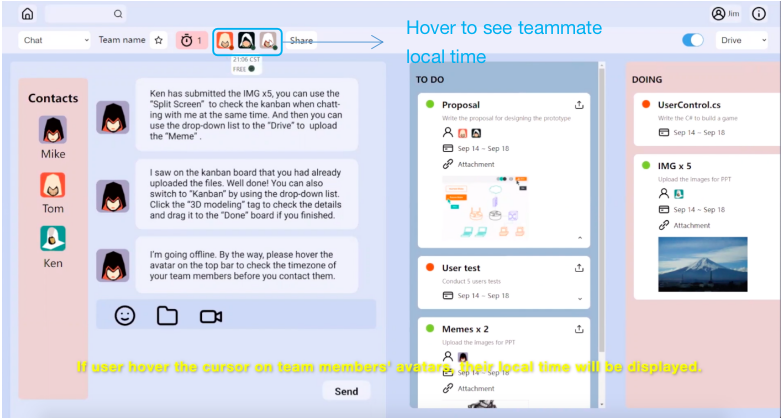 Jim
Chat
Team name
1
Share
Drive
Hover to see teammate
local time
21:06 CST
FREE
Contacts
Mike
Tom
Ken
Ken has submitted the IMG x5, you can use the
"Split Screen" to check the kanban when chatt-
ing with me at the same time. And then you can
use the drop-down list to the "Drive" to upload
the "Meme" .
I saw on the kanban board that you had already
uploaded the files. Well done! You can also
switch to "Kanban" by using the drop-down list.
Click the "3D modeling" tag to check the details
and drag it to the "Done" board if you finished.
I'm going offline. By the way, please hover the
avatar on the top bar to check the timezone of
your team members before you contact them.
Send
TO DO
Proposal
Write the proposal for designing the prototype
Sep 14 – Sep 18
Attachment
User test
Conduct 5 users tests
Sep 14 – Sep 18
Memes x 2
Upload the images for PPT
Sep 14 – Sep 18
Attachment
DOING
UserControl.cs
Write the C# to build a game
Sep 14 – Sep 18
IMG x 5
Upload the images for PPT
Sep 14 – Sep 18
Attachment
If user hover the cursor on team members' avatars, their local time will be displayed.